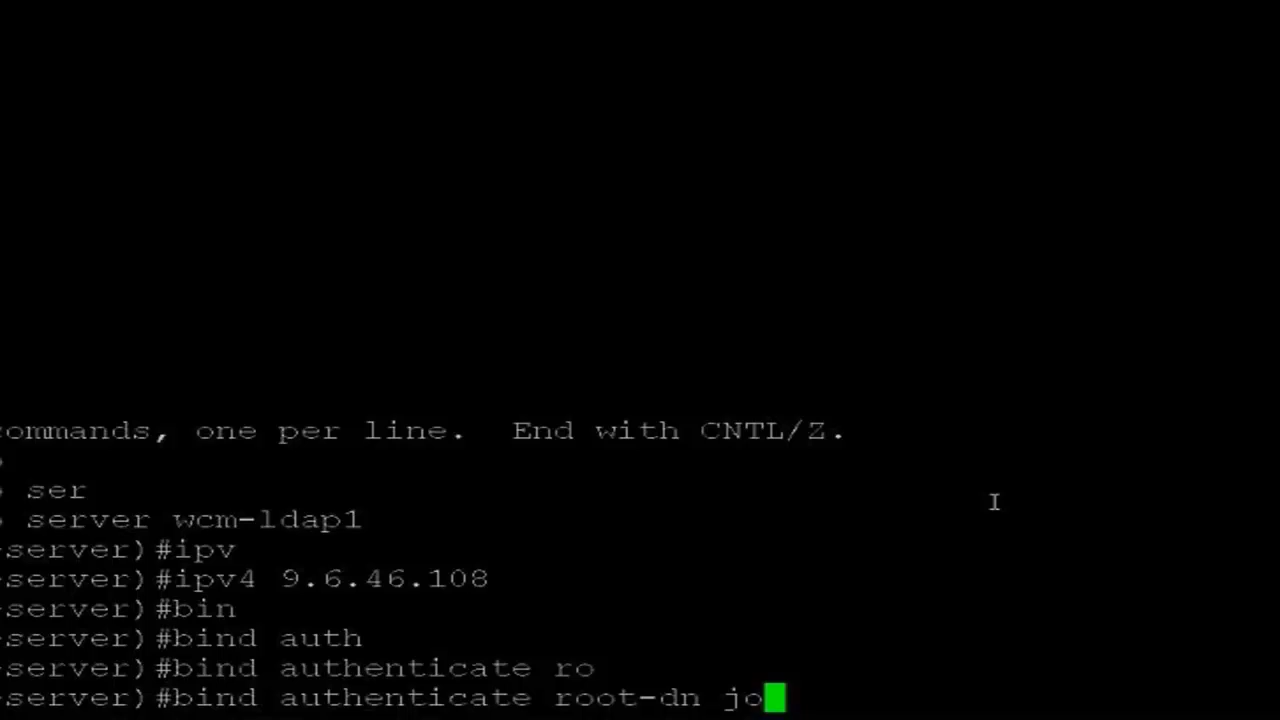 commands, one per line.  End with CNTL/Z.
ser
server wcm-ldap1
-server)#ipv
-server)#ipv4 9.6.46.108
-server)#bin
-server)#bind auth
-server)#bind authenticate ro
-server)#bind authenticate root-dn jo